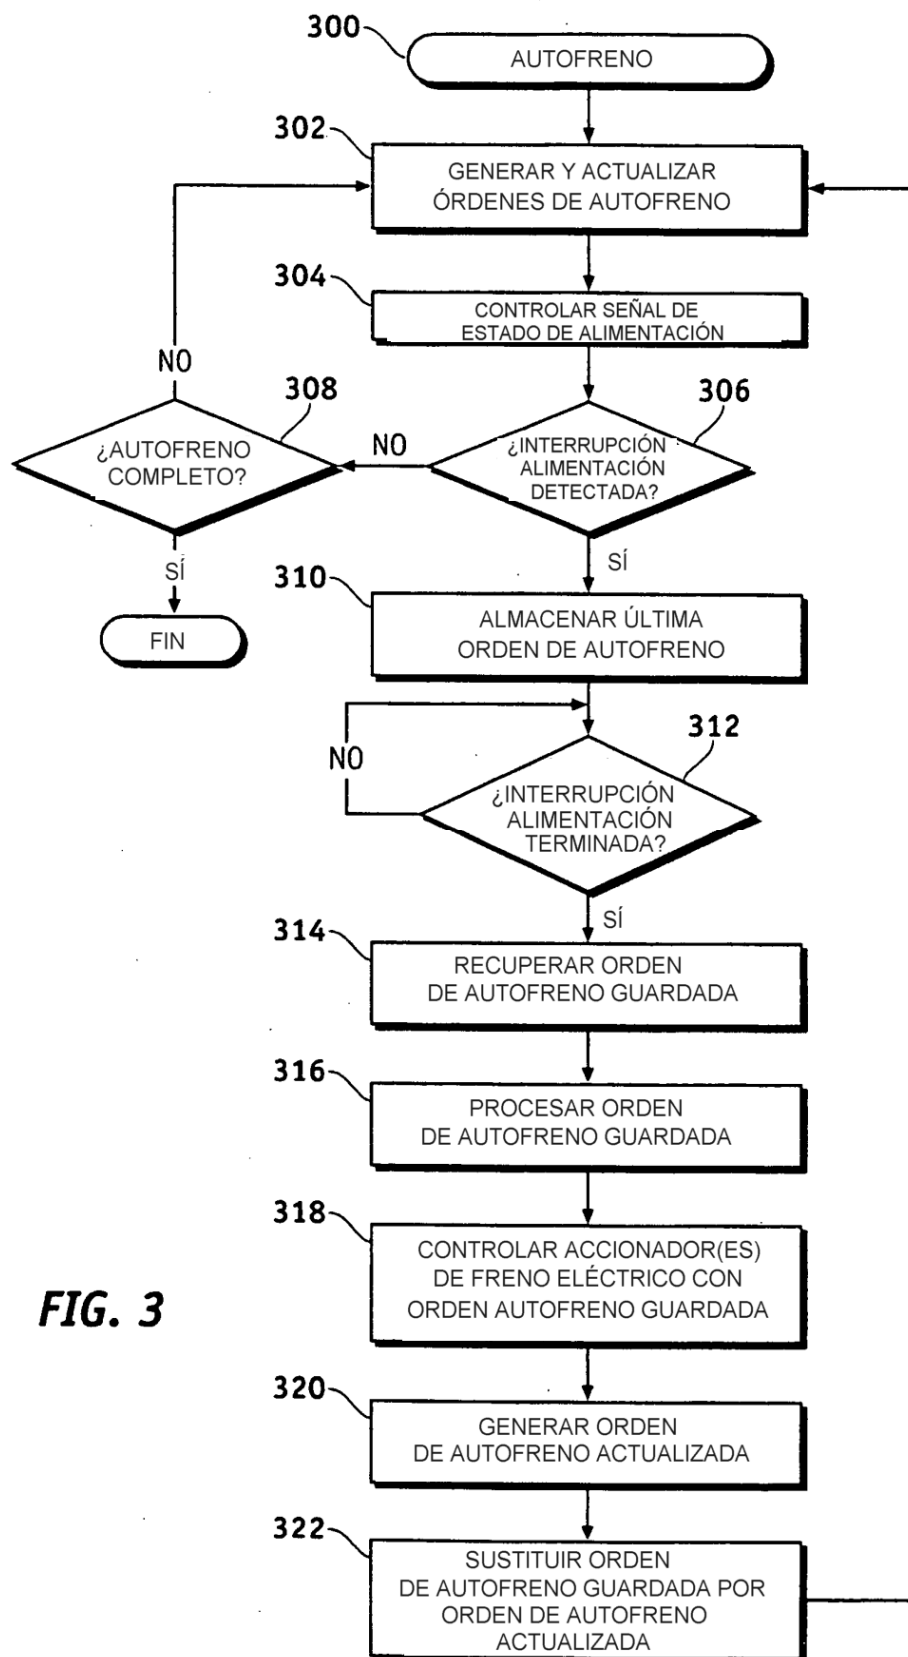 300
AUTOFRENO
302
GENERAR Y ACTUALIZAR
ÓRDENES DE AUTOFRENO
304
CONTROLAR SEÑAL DE
ESTADO DE ALIMENTACIÓN
NO
308
306
¿AUTOFRENO
COMPLETO?
NO
¿INTERRUPCIÓN
ALIMENTACIÓN
DETECTADA?
SÍ
SÍ
FIN
310
ALMACENAR ÚLTIMA
ORDEN DE AUTOFRENO
NO
312
¿INTERRUPCIÓN
ALIMENTACIÓN
TERMINADA?
SÍ
314
RECUPERAR ORDEN
DE AUTOFRENO GUARDADA
316
PROCESAR ORDEN
DE AUTOFRENO GUARDADA
318
CONTROLAR ACCIONADOR(ES)
DE FRENO ELÉCTRICO CON
ORDEN AUTOFRENO GUARDADA
FIG. 3
320
GENERAR ORDEN
DE AUTOFRENO ACTUALIZADA
322
SUSTITUIR ORDEN
DE AUTOFRENO GUARDADA POR
ORDEN DE AUTOFRENO
ACTUALIZADA